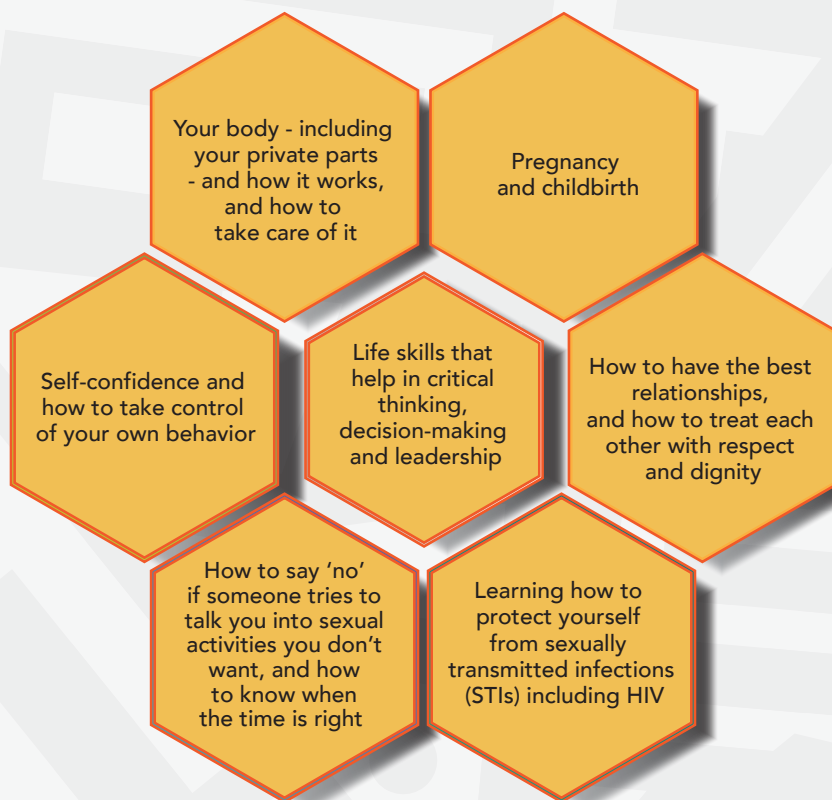 Your body - including
your private parts
- and how it works,
and how to
take care of it
Pregnancy
and childbirth
Self-confidence and
how to take control
of your own behavior
Life skills that
help in critical
thinking,
decision-making
and leadership
How to have the best
relationships,
and how to treat each
other with respect
and dignity
How to say ‘no’
if someone tries to
talk you into sexual
activities you don’t
want, and how
to know when
the time is right
Learning how to
protect yourself
from sexually
transmitted infections
(STIs) including HIV